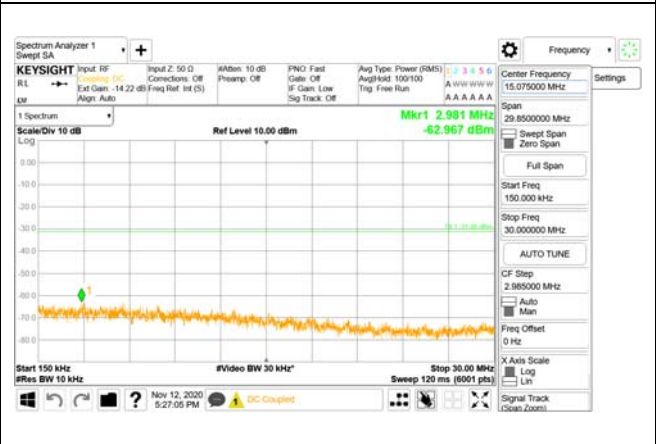 Spectrum Analyzer 1
Swept SA
Frequency
KEYSIGHT
RL
Input: RF
Coupling: DC
Ext Gain: -14.22 dB
Align: Auto
Input Z: 50 Ω
Corrections: Off
Freq Ref: Int (S)
#Atten: 10 dB
Preamp: Off
PNO: Fast
Gate: Off
IF Gain: Low
Sig Track: Off
Avg Type: Power (RMS)
Avg|Hold: 100/100
Trig: Free Run
1 2 3 4 5 6
A W W W W W
A A A A A A
1 Spectrum
Scale/Div 10 dB
Log
Ref Level 10.00 dBm
Mkr1 2.981 MHz
-62.967 dBm
0.00
-10.0
-20.0
-30.0
-40.0
-50.0
-60.0
-70.0
-80.0
1
Start 150 kHz
#Res BW 10 kHz
#Video BW 30 kHz*
Stop 30.00 MHz
Sweep 120 ms (6001 pts)
Nov 12, 2020
5:27:05 PM
DC Coupled
Center Frequency
15.075000 MHz
Settings
Span
29.8500000 MHz
Swept Span
Zero Span
Full Span
Start Freq
150.000 kHz
Stop Freq
30.000000 MHz
AUTO TUNE
CF Step
2.985000 MHz
Auto
Man
Freq Offset
0 Hz
X Axis Scale
Log
Lin
Signal Track
(Span Zoom)